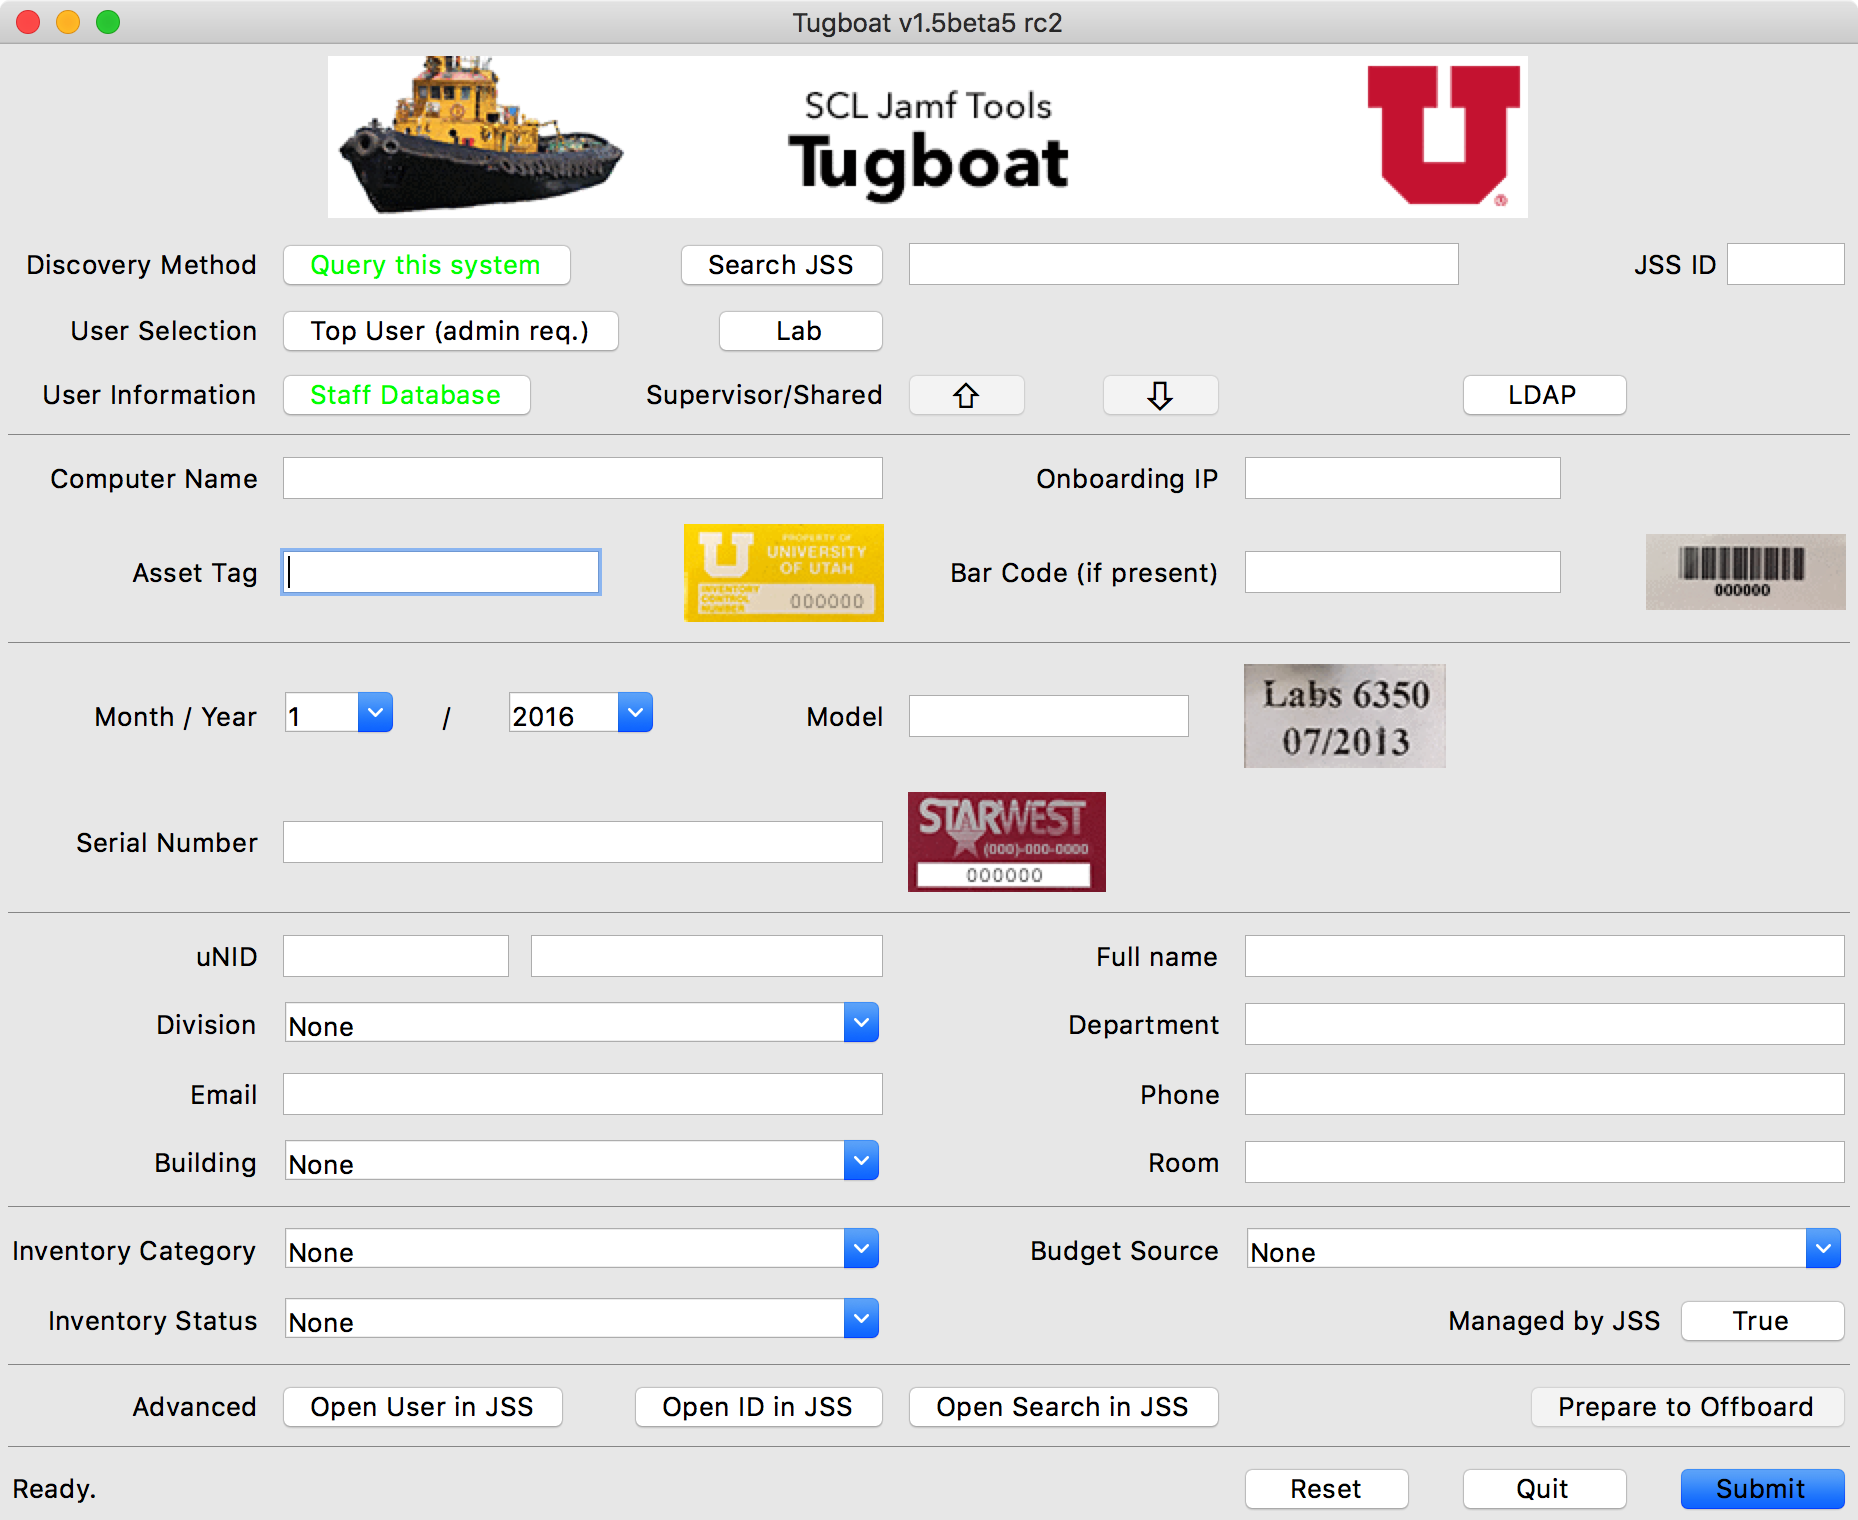 Tugboat v1.5beta5 rc2
SCL Jamf Tools
Tugboat
U
®
Discovery Method
Query this system
Search JSS
JSS ID
User Selection
Top User (admin req.)
Lab
User Information
Staff Database
Supervisor/Shared
LDAP
Computer Name
Onboarding IP
Asset Tag
U
PROPERTY OF
UNIVERSITY
OF UTAH
INVENTORY
CONTROL
NUMBER
000000
Bar Code (if present)
000000
Month / Year
1
/
2016
Model
Labs 6350
07/2013
Serial Number
STARWEST
(000)-000-0000
000000
uNID
Full name
Division
None
Department
Email
Phone
Building
None
Room
Inventory Category
None
Budget Source
None
Inventory Status
None
Managed by JSS
True
Advanced
Open User in JSS
Open ID in JSS
Open Search in JSS
Prepare to Offboard
Ready.
Reset
Quit
Submit